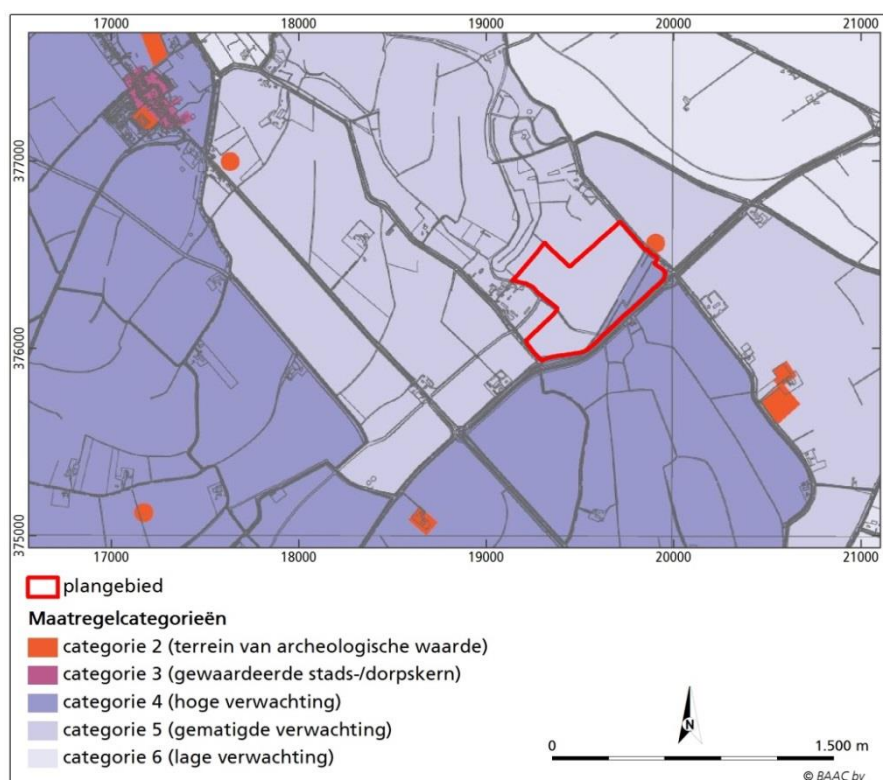 17000 18000 19000 20000 21000
377000
376000
375000
17000 18000 19000 20000 21000
plangebied
Maatregelcategorieën
categorie 2 (terrein van archeologische waarde)
categorie 3 (gewaardeerde stads-/dorpskern)
categorie 4 (hoge verwachting)
categorie 5 (gematigde verwachting)
categorie 6 (lage verwachting)
N
0 1.500 m
© BAAC bv